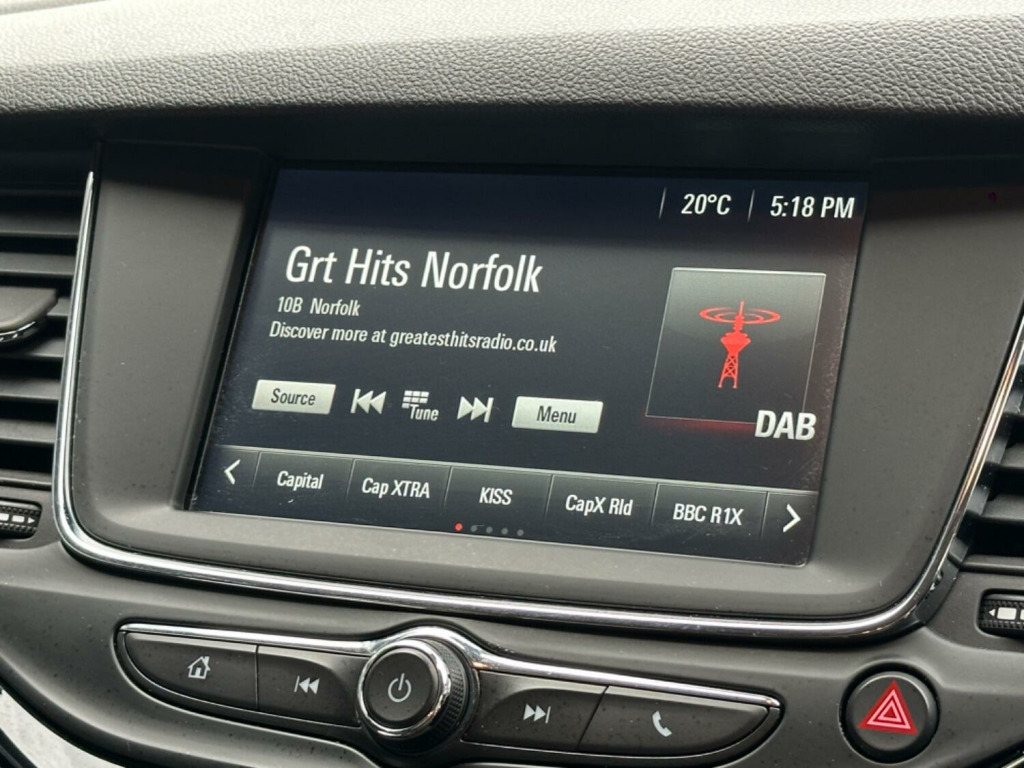 20°C 5:18 PM
Grt Hits Norfolk
10B Norfolk
Discover more at greatesthitsradio.co.uk
Source Tune Menu
DAB
Capital Cap XTRA KISS CapX Rld BBC R1X